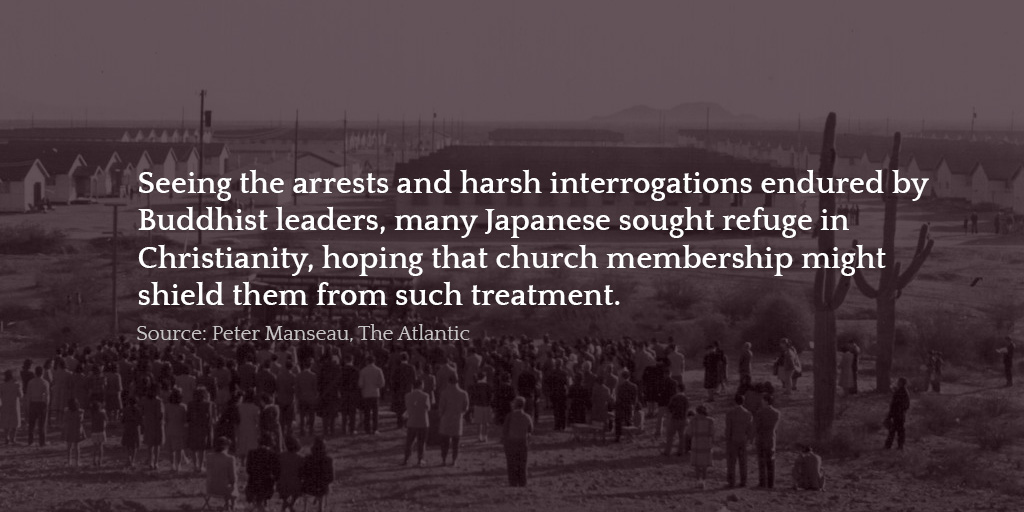 Seeing the arrests and harsh interrogations endured by
Buddhist leaders, many Japanese sought refuge in
Christianity, hoping that church membership might
shield them from such treatment.
Source: Peter Manseau, The Atlantic